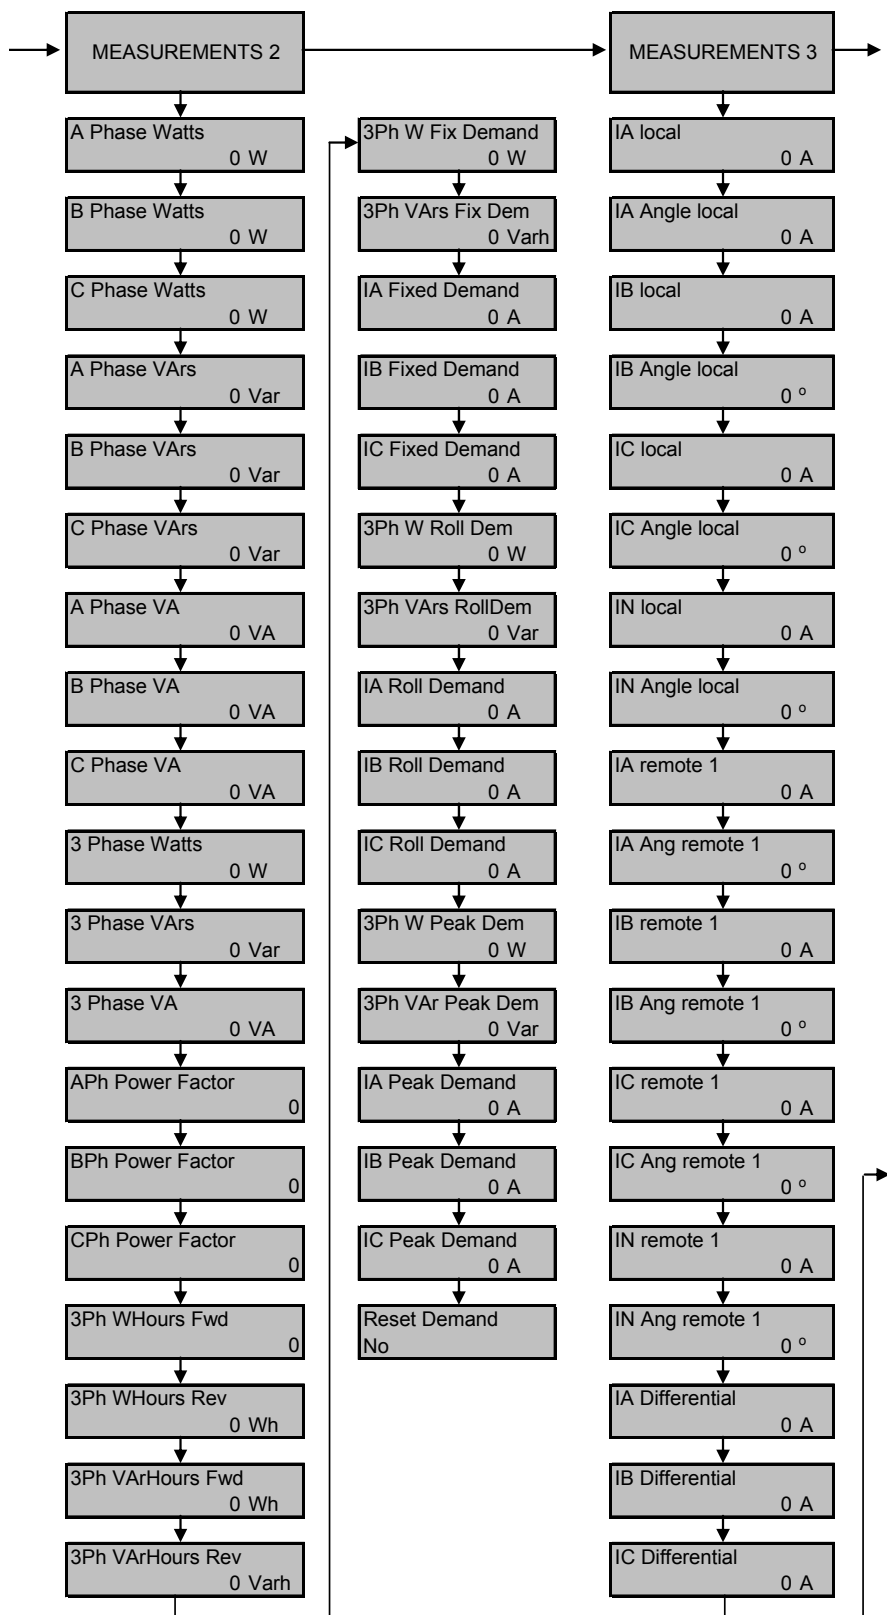 MEASUREMENTS 2
A Phase Watts
0 W
B Phase Watts
0 W
C Phase Watts
0 W
A Phase VArs
0 Var
B Phase VArs
0 Var
C Phase VArs
0 Var
A Phase VA
0 VA
B Phase VA
0 VA
C Phase VA
0 VA
3 Phase Watts
0 W
3 Phase VArs
0 Var
3 Phase VA
0 VA
APh Power Factor
0
BPh Power Factor
0
CPh Power Factor
0
3Ph WHours Fwd
0
3Ph WHours Rev
0 Wh
3Ph VArHours Fwd
0 Wh
3Ph VArHours Rev
0 Varh
3Ph W Fix Demand
0 W
3Ph VArs Fix Dem
0 Varh
IA Fixed Demand
0 A
IB Fixed Demand
0 A
IC Fixed Demand
0 A
3Ph W Roll Dem
0 W
3Ph VArs RollDem
0 Var
IA Roll Demand
0 A
IB Roll Demand
0 A
IC Roll Demand
0 A
3Ph W Peak Dem
0 W
3Ph VAr Peak Dem
0 Var
IA Peak Demand
0 A
IB Peak Demand
0 A
IC Peak Demand
0 A
Reset Demand
No
MEASUREMENTS 3
IA local
0 A
IA Angle local
0 A
IB local
0 A
IB Angle local
0 º
IC local
0 A
IC Angle local
0 º
IN local
0 A
IN Angle local
0 º
IA remote 1
0 A
IA Ang remote 1
0 º
IB remote 1
0 A
IB Ang remote 1
0 º
IC remote 1
0 A
IC Ang remote 1
0 º
IN remote 1
0 A
IN Ang remote 1
0 º
IA Differential
0 A
IB Differential
0 A
IC Differential
0 A